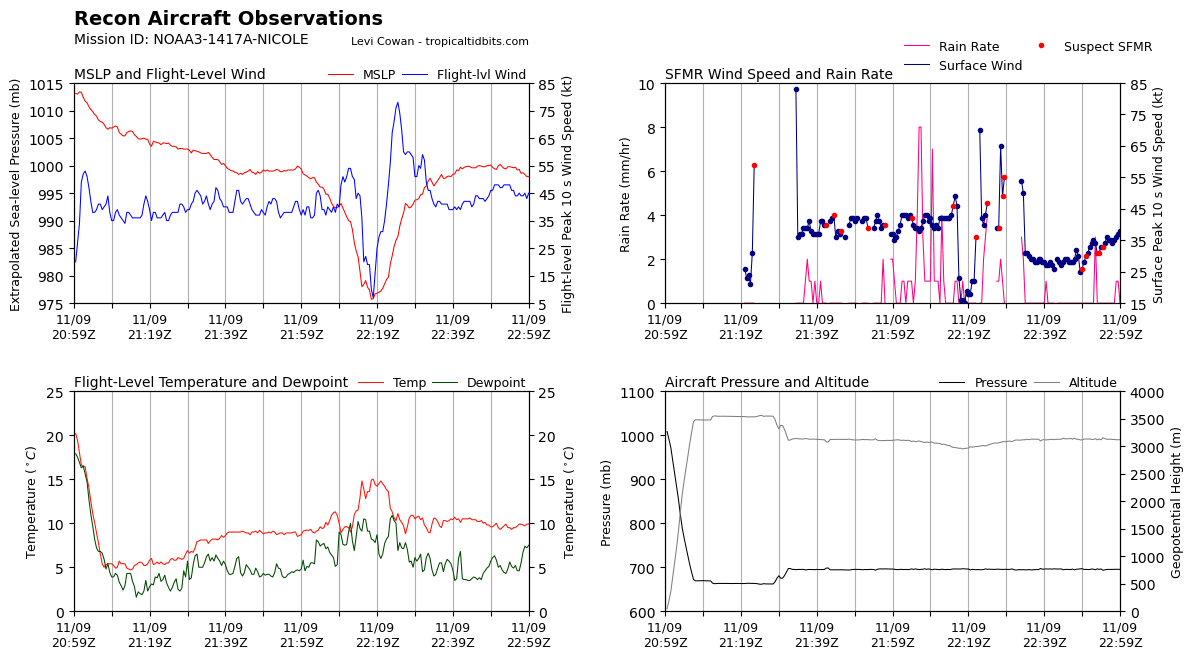 Recon Aircraft Observations
Mission ID: NOAA3-1417A-NICOLE
Levi Cowan - tropicaltidbits.com
MSLP and Flight-Level Wind
MSLP
Flight-lvl Wind
Extrapolated Sea-level Pressure (mb)
1015
1010
1005
1000
995
990
985
980
975
85
75
65
55
45
35
25
15
5
Flight-level Peak 10 s Wind Speed (kt)
11/09 11/09 11/09 11/09 11/09 11/09 11/09
20:59Z 21:19Z 21:39Z 21:59Z 22:19Z 22:39Z 22:59Z
SFMR Wind Speed and Rain Rate
Rain Rate
Surface Wind
Suspect SFMR
Rain Rate (mm/hr)
10
8
6
4
2
0
85
75
65
55
45
35
25
15
Surface Peak 10 s Wind Speed (kt)
11/09 11/09 11/09 11/09 11/09 11/09 11/09
20:59Z 21:19Z 21:39Z 21:59Z 22:19Z 22:39Z 22:59Z
Flight-Level Temperature and Dewpoint
Temp
Dewpoint
Temperature (°C)
25
20
15
10
5
0
25
20
15
10
5
0
Temperature (°C)
11/09 11/09 11/09 11/09 11/09 11/09 11/09
20:59Z 21:19Z 21:39Z 21:59Z 22:19Z 22:39Z 22:59Z
Aircraft Pressure and Altitude
Pressure
Altitude
Pressure (mb)
1100
1000
900
800
700
600
4000
3500
3000
2500
2000
1500
1000
500
0
Geopotential Height (m)
11/09 11/09 11/09 11/09 11/09 11/09 11/09
20:59Z 21:19Z 21:39Z 21:59Z 22:19Z 22:39Z 22:59Z